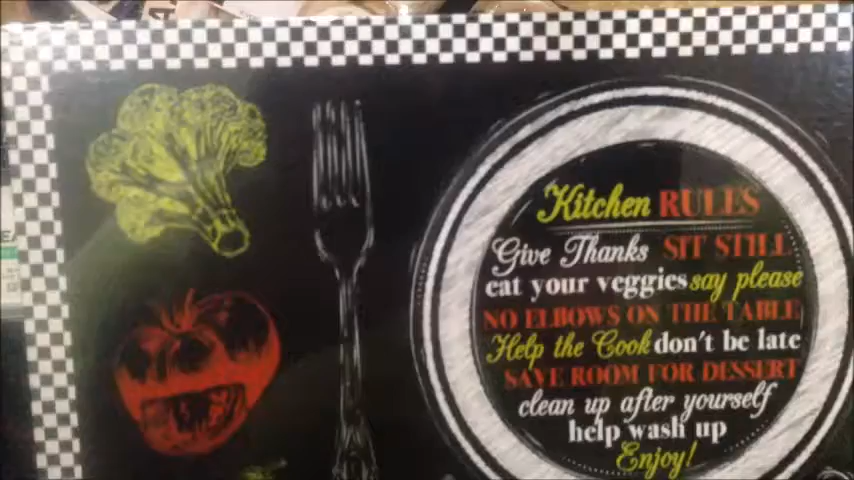 Kitchen RULES
Give Thanks SIT STILL
eat your veggies say please
NO ELBOWS ON THE TABLE
Help the Cook don't be late
SAVE ROOM FOR DESSERT
clean up after yourself
help wash up
Enjoy!